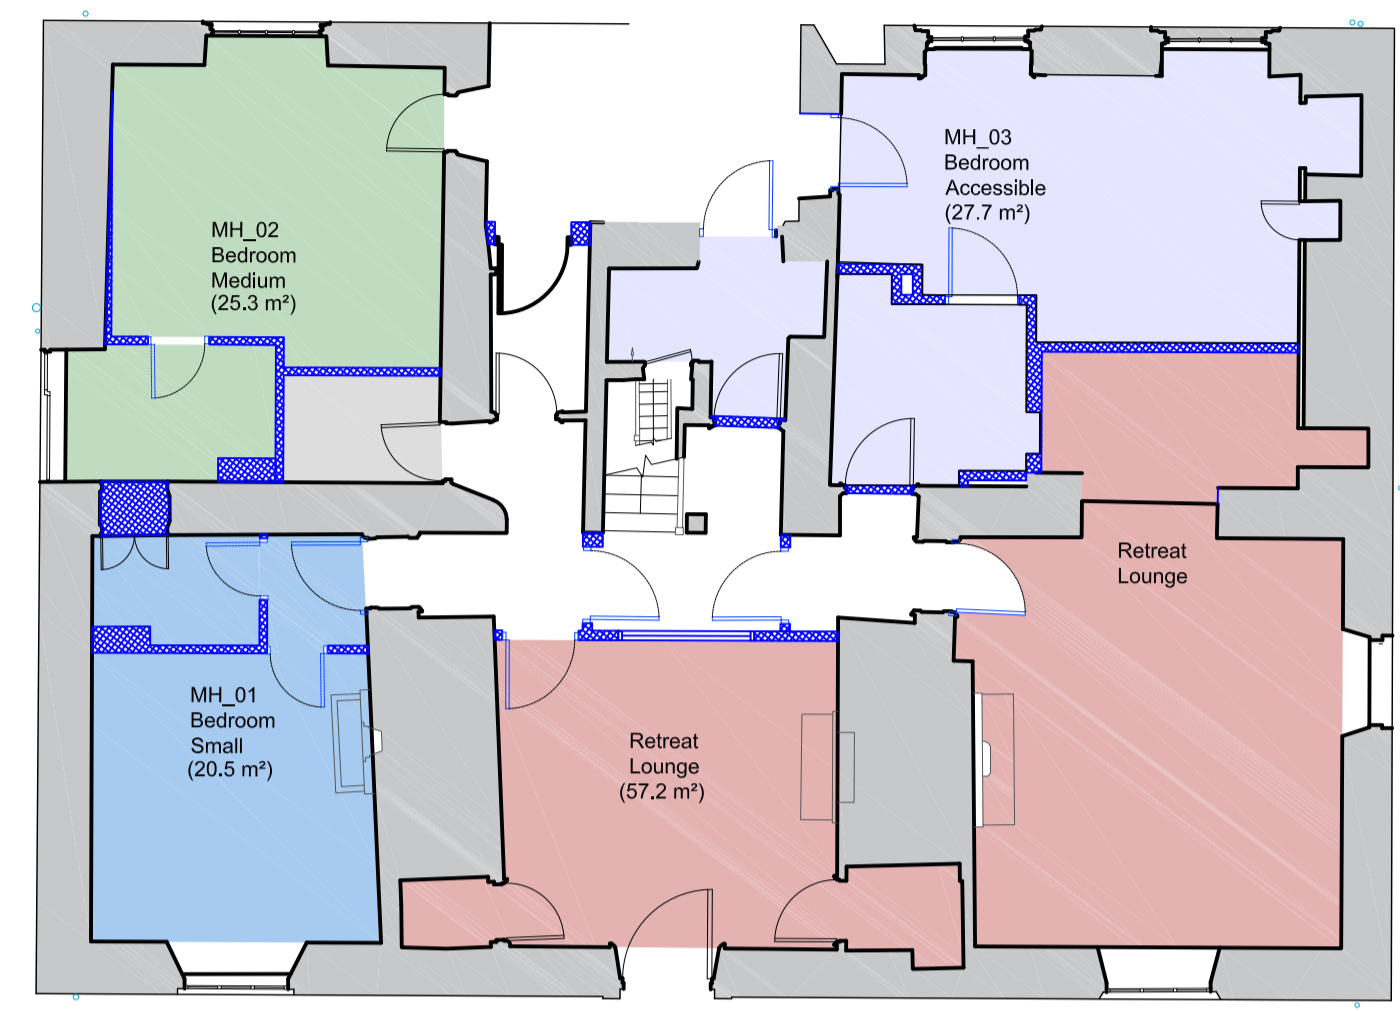 MH_02
Bedroom
Medium
(25.3 m²)
MH_03
Bedroom
Accessible
(27.7 m²)
Retreat
Lounge
MH_01
Bedroom
Small
(20.5 m²)
Retreat
Lounge
(57.2 m²)